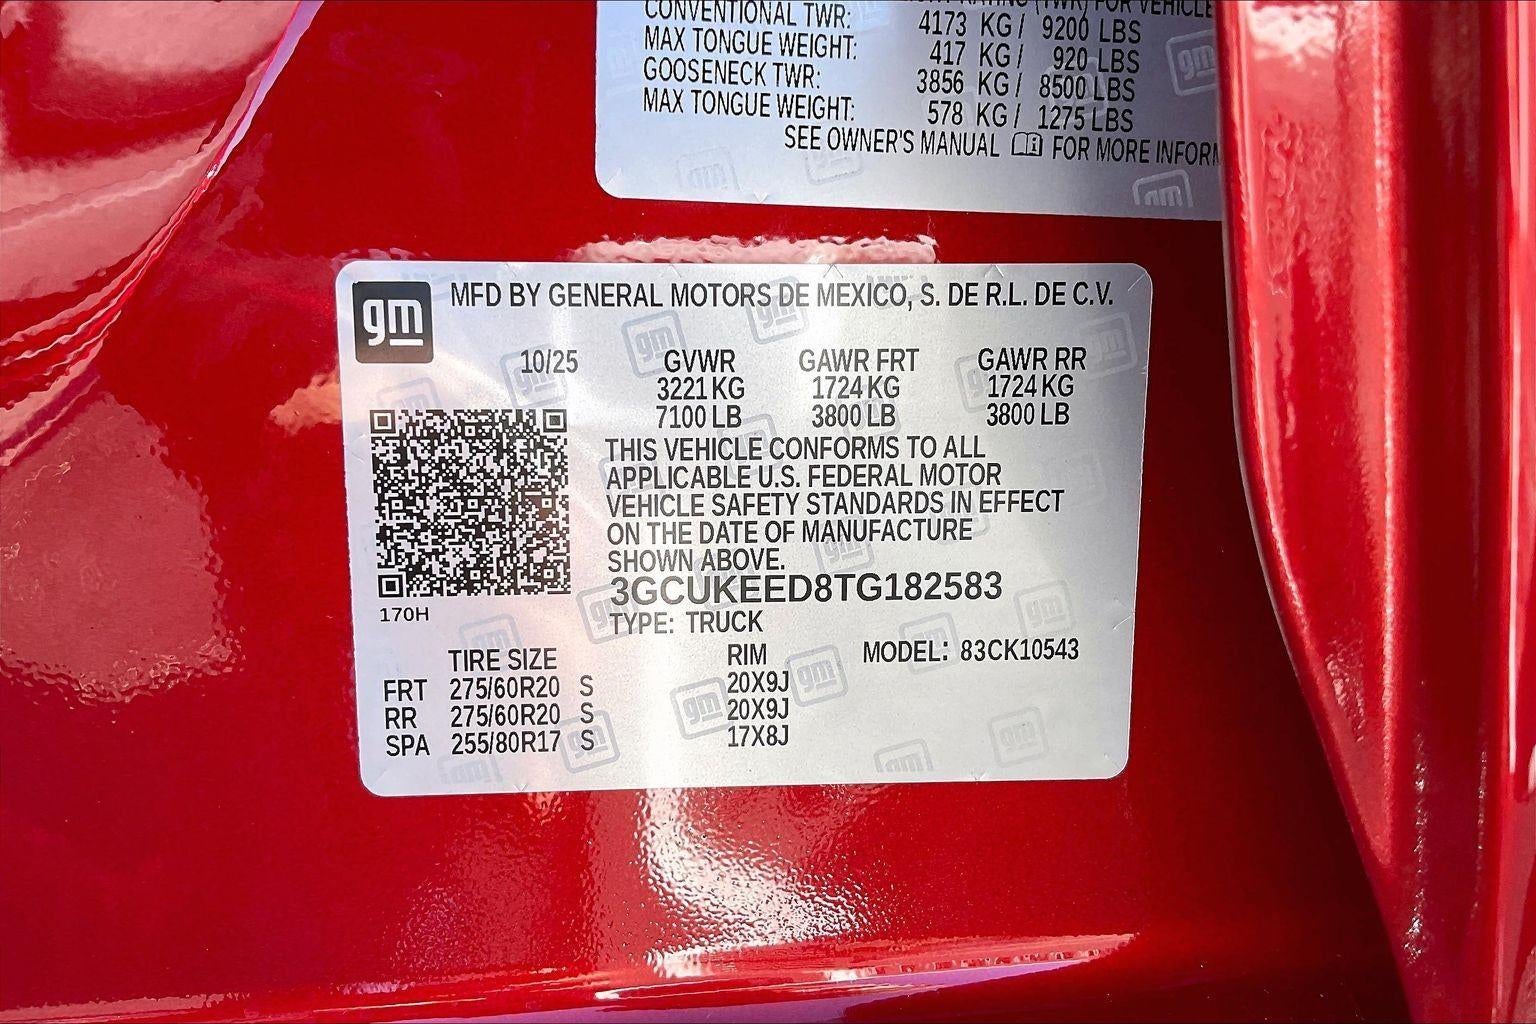 (TWR) FOR VEHICLE
CONVENTIONAL TWR: 4173 KG / 9200 LBS
MAX TONGUE WEIGHT: 417 KG / 920 LBS
GOOSENECK TWR: 3856 KG / 8500 LBS
MAX TONGUE WEIGHT: 578 KG / 1275 LBS
SEE OWNER'S MANUAL FOR MORE INFORM
gm
MFD BY GENERAL MOTORS DE MEXICO, S. DE R.L. DE C.V.
10/25 GVWR GAWR FRT GAWR RR
3221 KG 1724 KG 1724 KG
7100 LB 3800 LB 3800 LB
THIS VEHICLE CONFORMS TO ALL
APPLICABLE U.S. FEDERAL MOTOR
VEHICLE SAFETY STANDARDS IN EFFECT
ON THE DATE OF MANUFACTURE
SHOWN ABOVE.
3GCUKEED8TG182583
170H
TYPE: TRUCK
TIRE SIZE RIM MODEL: 83CK10543
FRT 275/60R20 S 20X9J
RR 275/60R20 S 20X9J
SPA 255/80R17 S 17X8J